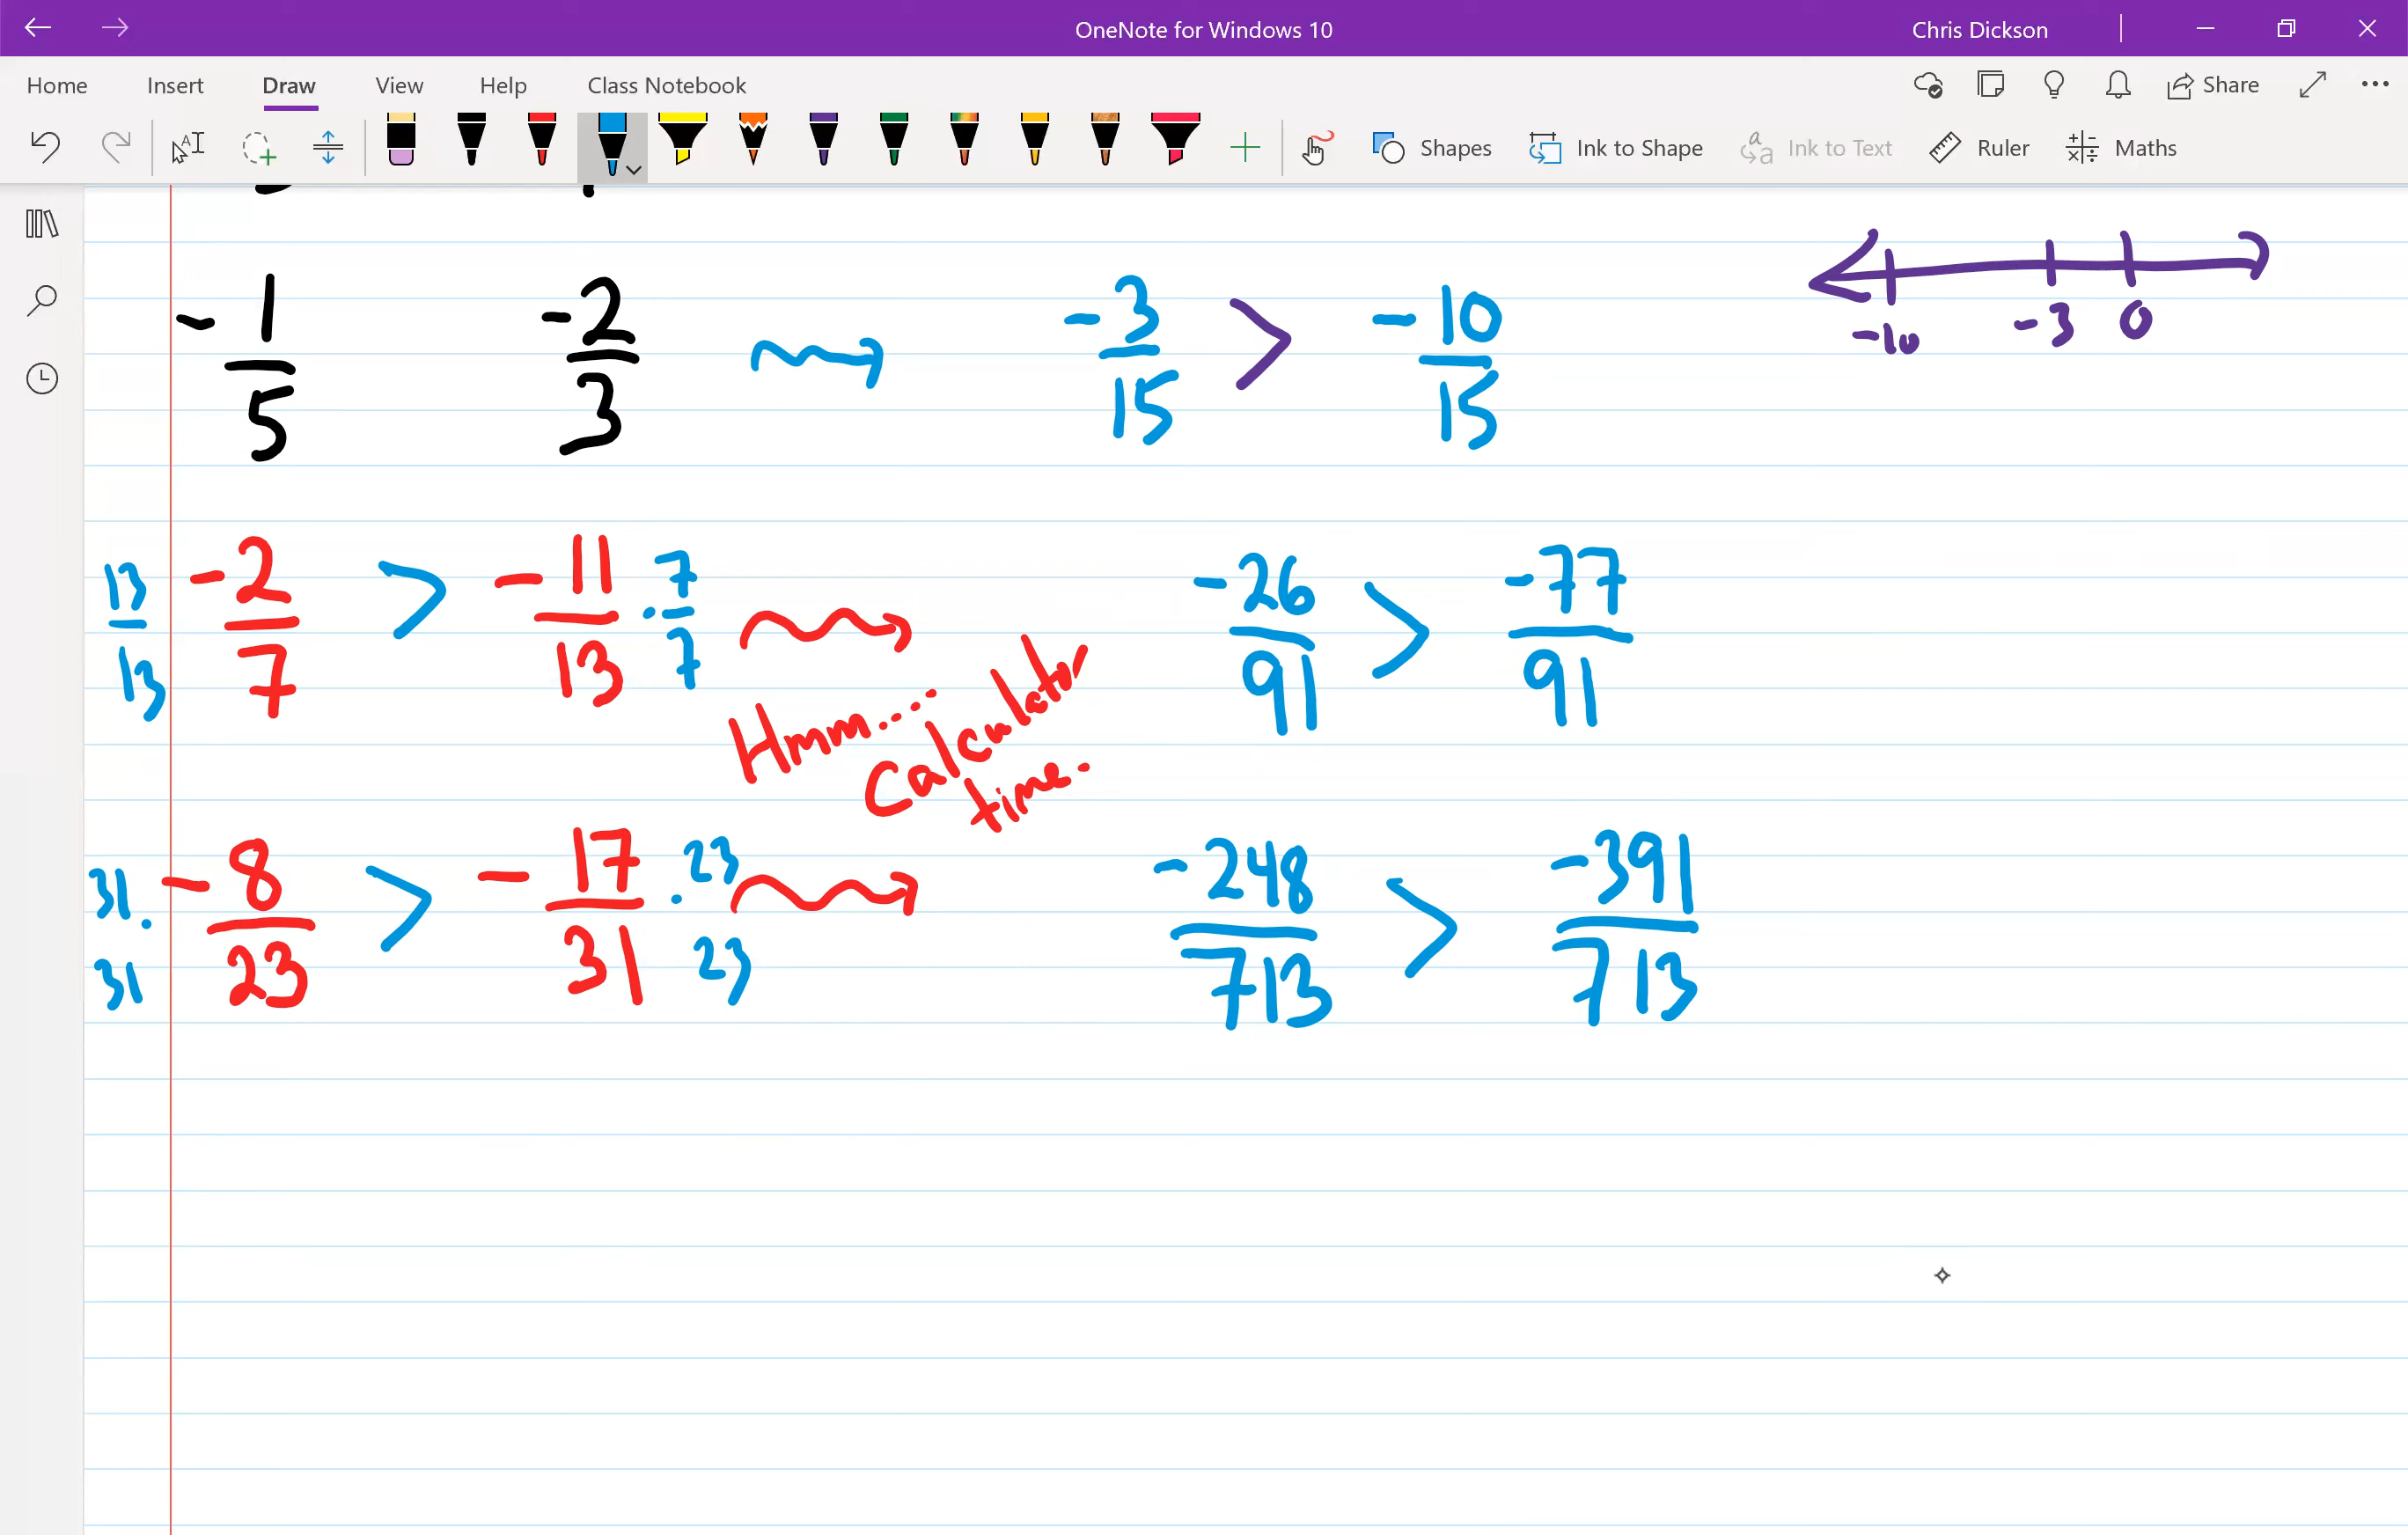 OneNote for Windows 10
Chris Dickson
Home Insert Draw View Help Class Notebook Share
Shapes Ink to Shape Ink to Text Ruler Maths
-10 -3 0
-1/5 -2/3 -3/15 > -10/15
13/13 -2/7 > -11/13 · 7/7 -26/91 > -77/91
Hmm.... Calculator
time.
31/31 · -8/23 > -17/31 · 23/23 -248/713 > -391/713